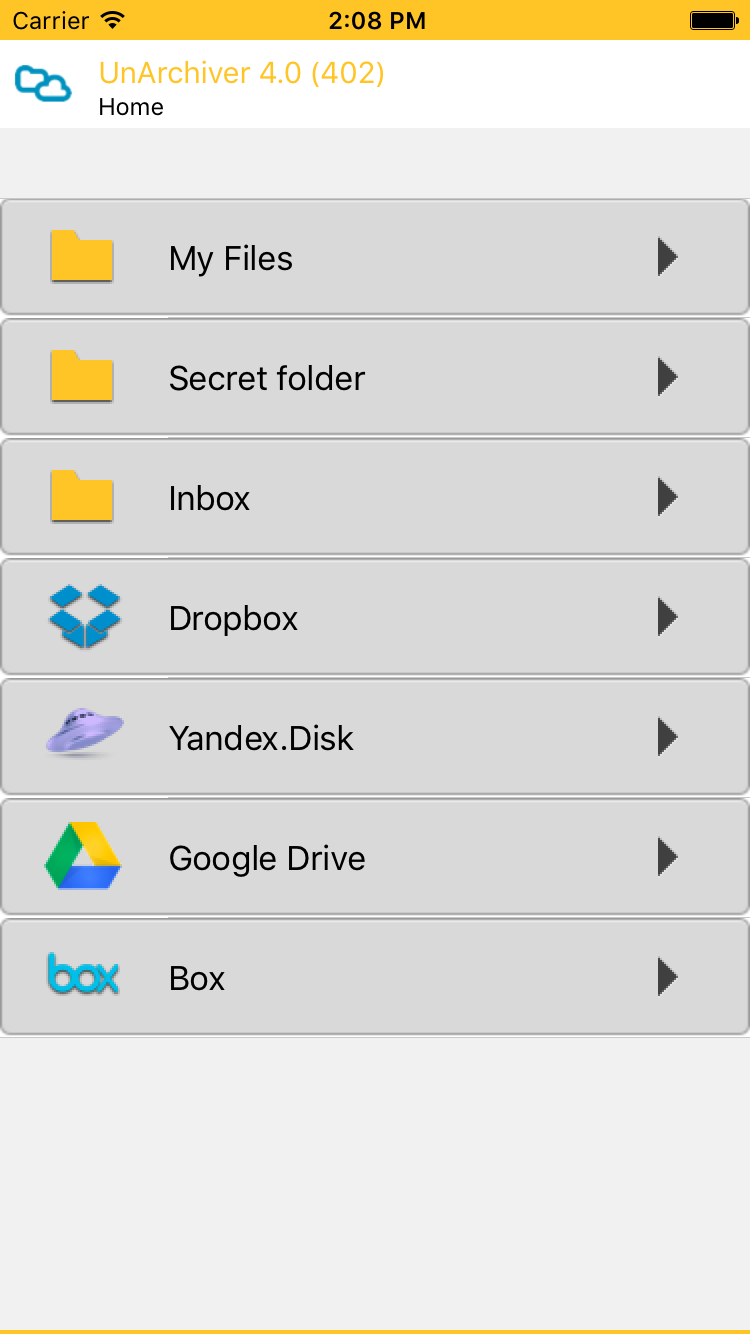 Carrier 2:08 PM
UnArchiver 4.0 (402)
Home
My Files
Secret folder
Inbox
Dropbox
Yandex.Disk
Google Drive
box Box